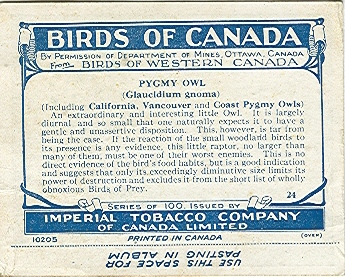 BIRDS OF CANADA
BY PERMISSION OF DEPARTMENT OF MINES, OTTAWA, CANADA
From BIRDS OF WESTERN CANADA
PYGMY OWL
(Glaucidium gnoma)
(Including California, Vancouver and Coast Pygmy Owls)
An extraordinary and interesting little Owl. It is largely
diurnal, and so small that one naturally expects it to have a
gentle and unassertive disposition. This, however, is far from
being the case. If the reaction of the small woodland birds to
its presence is any evidence, this little raptor, no larger than
many of them, must be one of their worst enemies. This is no
direct evidence of the bird's food habits, but is a good indication
and suggests that only its exceedingly diminutive size limits its
power of destruction and excludes it from the short list of wholly
obnoxious Birds of Prey.
24
SERIES OF 100, ISSUED BY
IMPERIAL TOBACCO COMPANY
OF CANADA LIMITED
10205 PRINTED IN CANADA (OVER)
USE THIS SPACE FOR
PASTING IN ALBUM